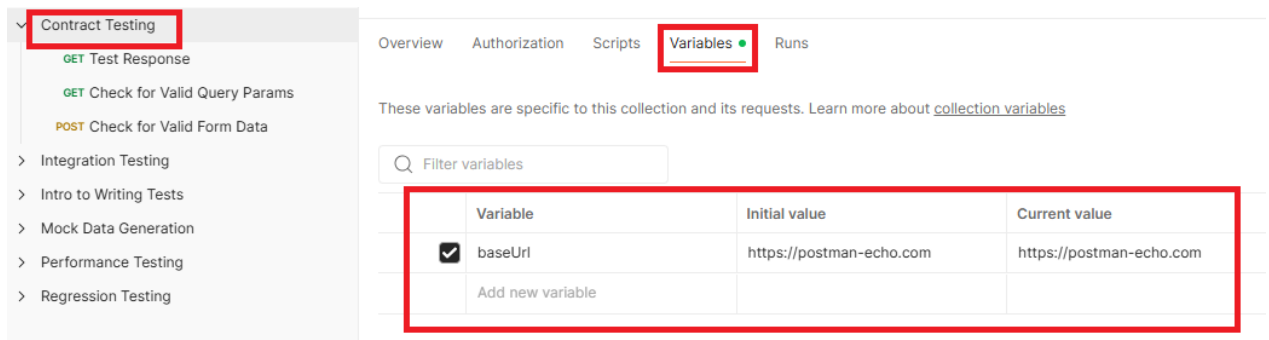 Contract Testing
GET Test Response
GET Check for Valid Query Params
POST Check for Valid Form Data
Integration Testing
Intro to Writing Tests
Mock Data Generation
Performance Testing
Regression Testing
Overview Authorization Scripts Variables Runs
These variables are specific to this collection and its requests. Learn more about collection variables
Filter variables
Variable Initial value Current value
baseUrl https://postman-echo.com https://postman-echo.com
Add new variable